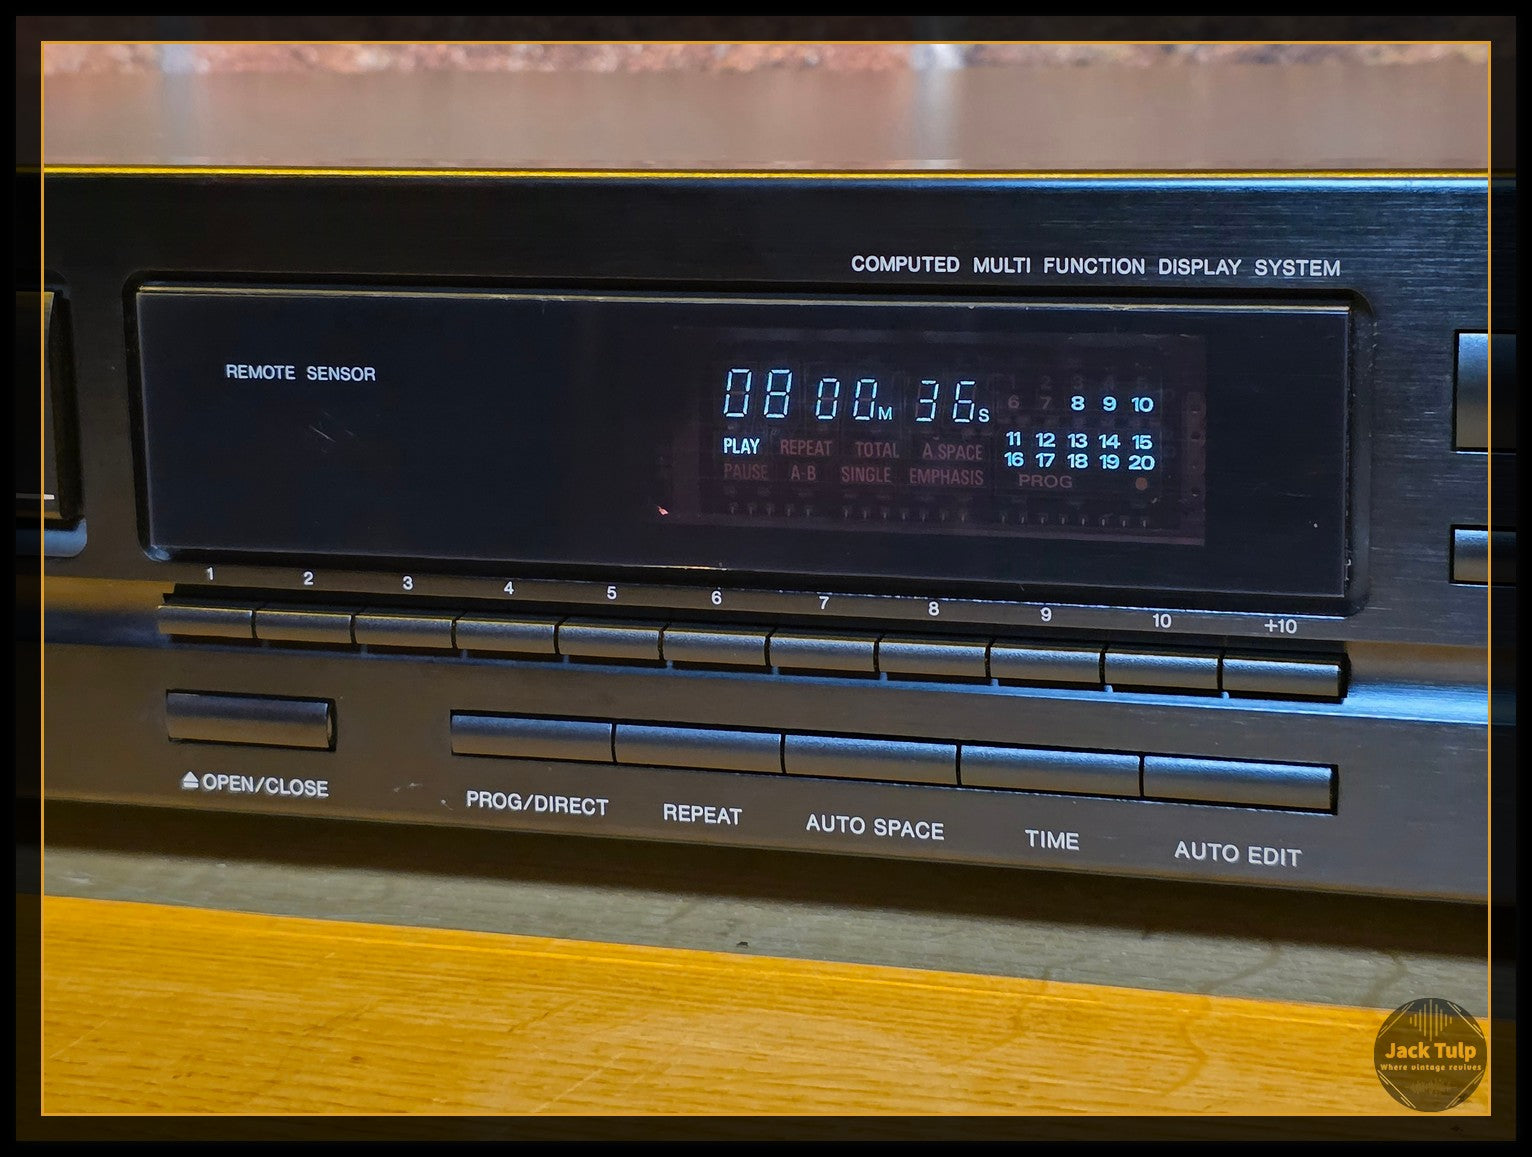 COMPUTED MULTI FUNCTION DISPLAY SYSTEM
REMOTE SENSOR
08 00M 36S
1 2 3 4 5
6 7 8 9 10
11 12 13 14 15
16 17 18 19 20
PLAY REPEAT TOTAL A.SPACE
PAUSE A-B SINGLE EMPHASIS PROG
1 2 3 4 5 6 7 8 9 10 +10
OPEN/CLOSE
PROG/DIRECT
REPEAT
AUTO SPACE
TIME
AUTO EDIT
Jack Tulp
Where vintage revives